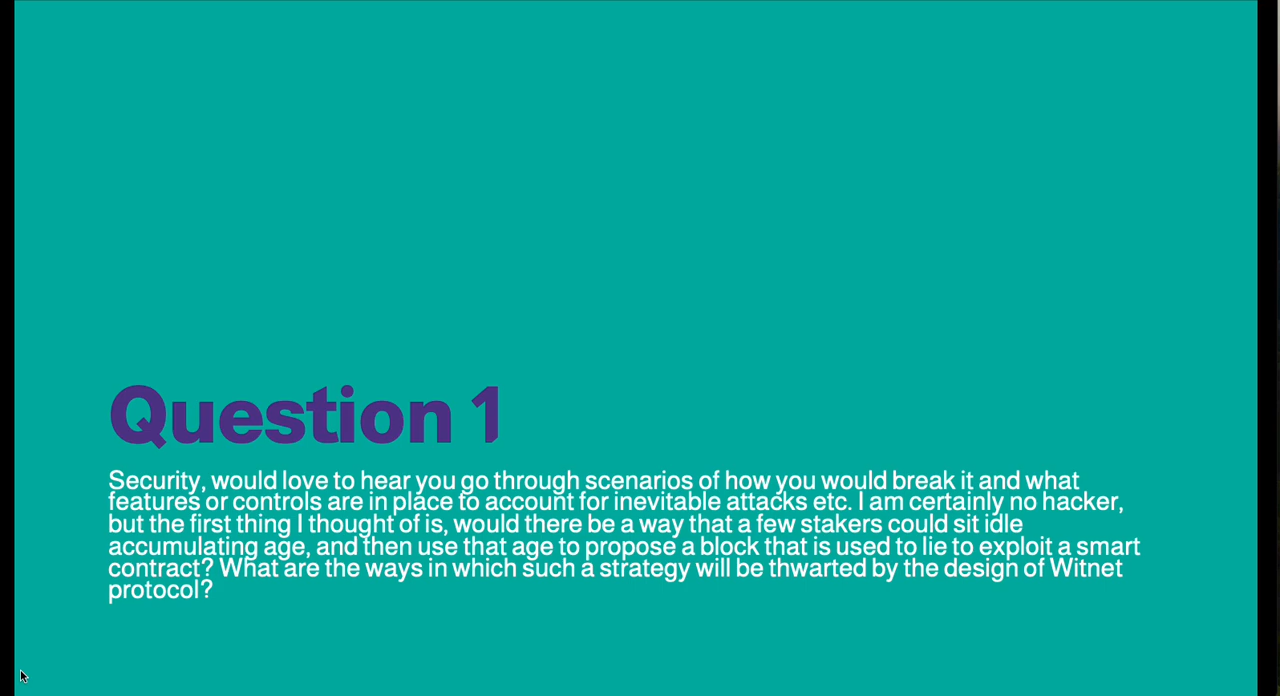 Question 1
Security, would love to hear you go through scenarios of how you would break it and what
features or controls are in place to account for inevitable attacks etc. I am certainly no hacker,
but the first thing I thought of is, would there be a way that a few stakers could sit idle
accumulating age, and then use that age to propose a block that is used to lie to exploit a smart
contract? What are the ways in which such a strategy will be thwarted by the design of Witnet
protocol?